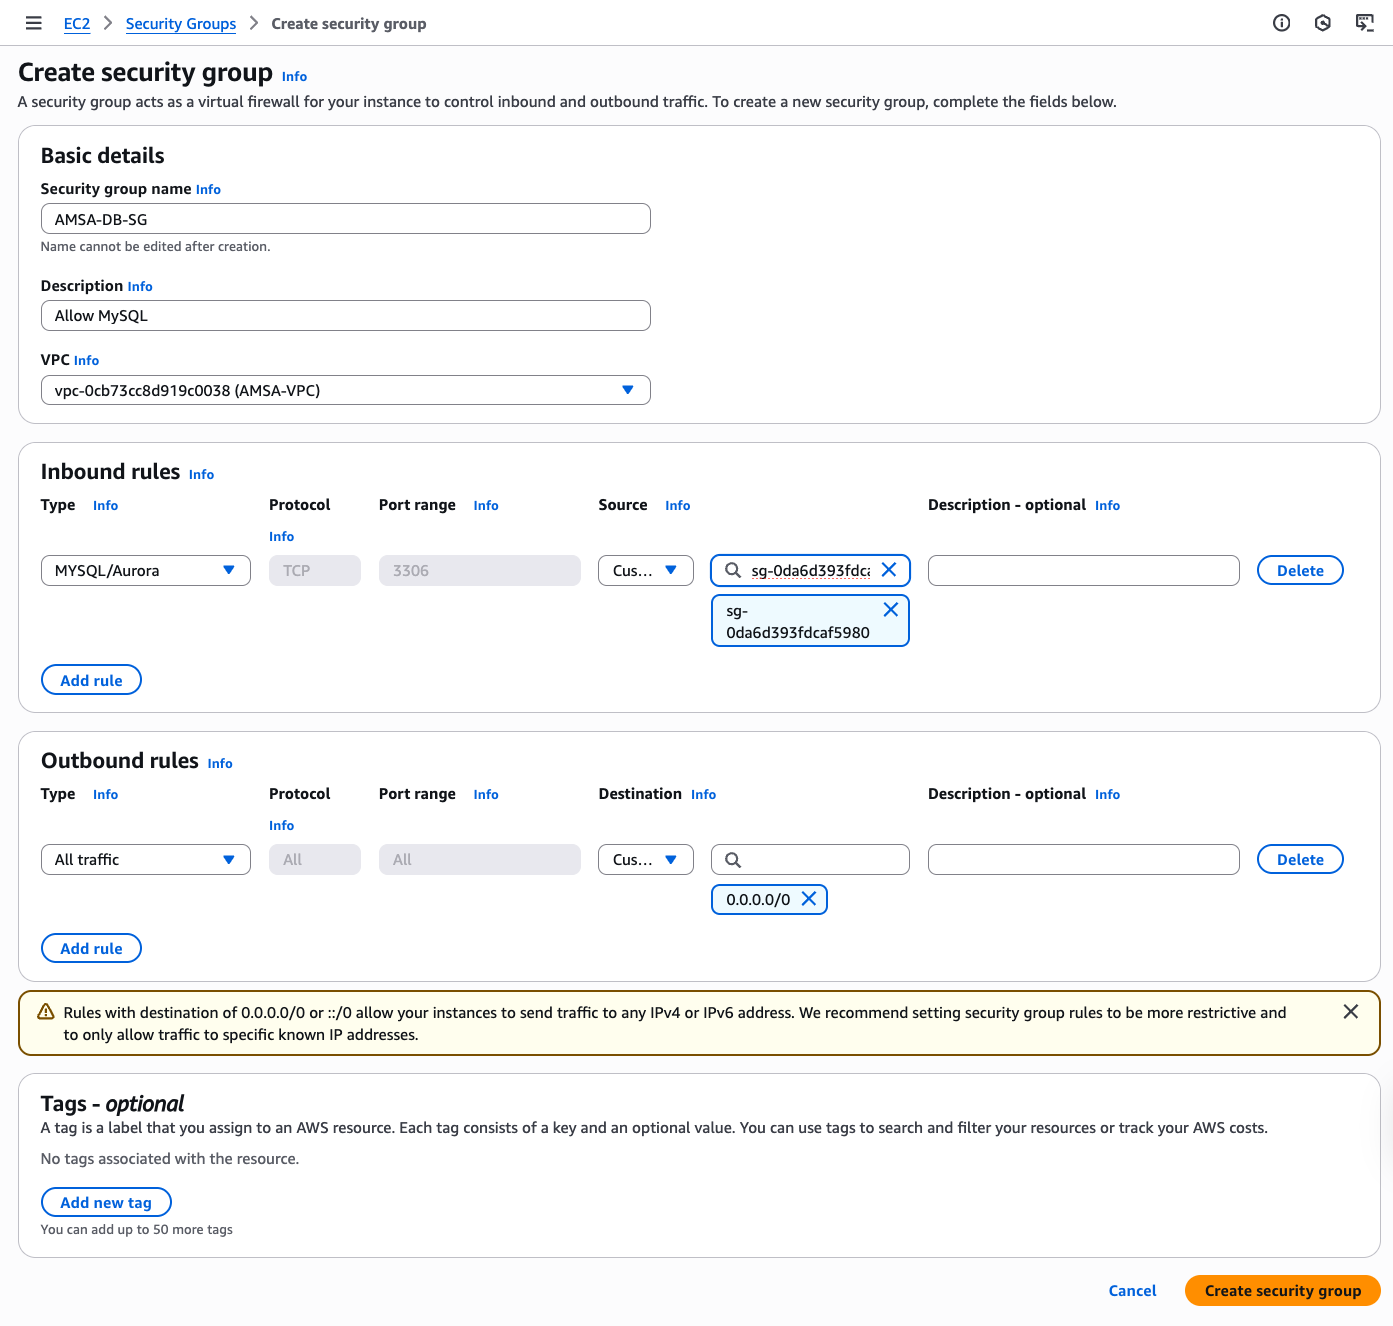 EC2 Security Groups Create security group
Create security group Info
A security group acts as a virtual firewall for your instance to control inbound and outbound traffic. To create a new security group, complete the fields below.
Basic details
Security group name Info
AMSA-DB-SG
Name cannot be edited after creation.
Description Info
Allow MySQL
VPC Info
vpc-0cb73cc8d919c0038 (AMSA-VPC)
Inbound rules Info
Type Info Protocol Port range Info Source Info Description - optional Info
Info
MYSQL/Aurora TCP 3306 Cus... sg-0da6d393fdca Delete
sg-
0da6d393fdcaf5980
Add rule
Outbound rules Info
Type Info Protocol Port range Info Destination Info Description - optional Info
Info
All traffic All All Cus... Delete
0.0.0.0/0
Add rule
Rules with destination of 0.0.0.0/0 or ::/0 allow your instances to send traffic to any IPv4 or IPv6 address. We recommend setting security group rules to be more restrictive and
to only allow traffic to specific known IP addresses.
Tags - optional
A tag is a label that you assign to an AWS resource. Each tag consists of a key and an optional value. You can use tags to search and filter your resources or track your AWS costs.
No tags associated with the resource.
Add new tag
You can add up to 50 more tags
Cancel Create security group